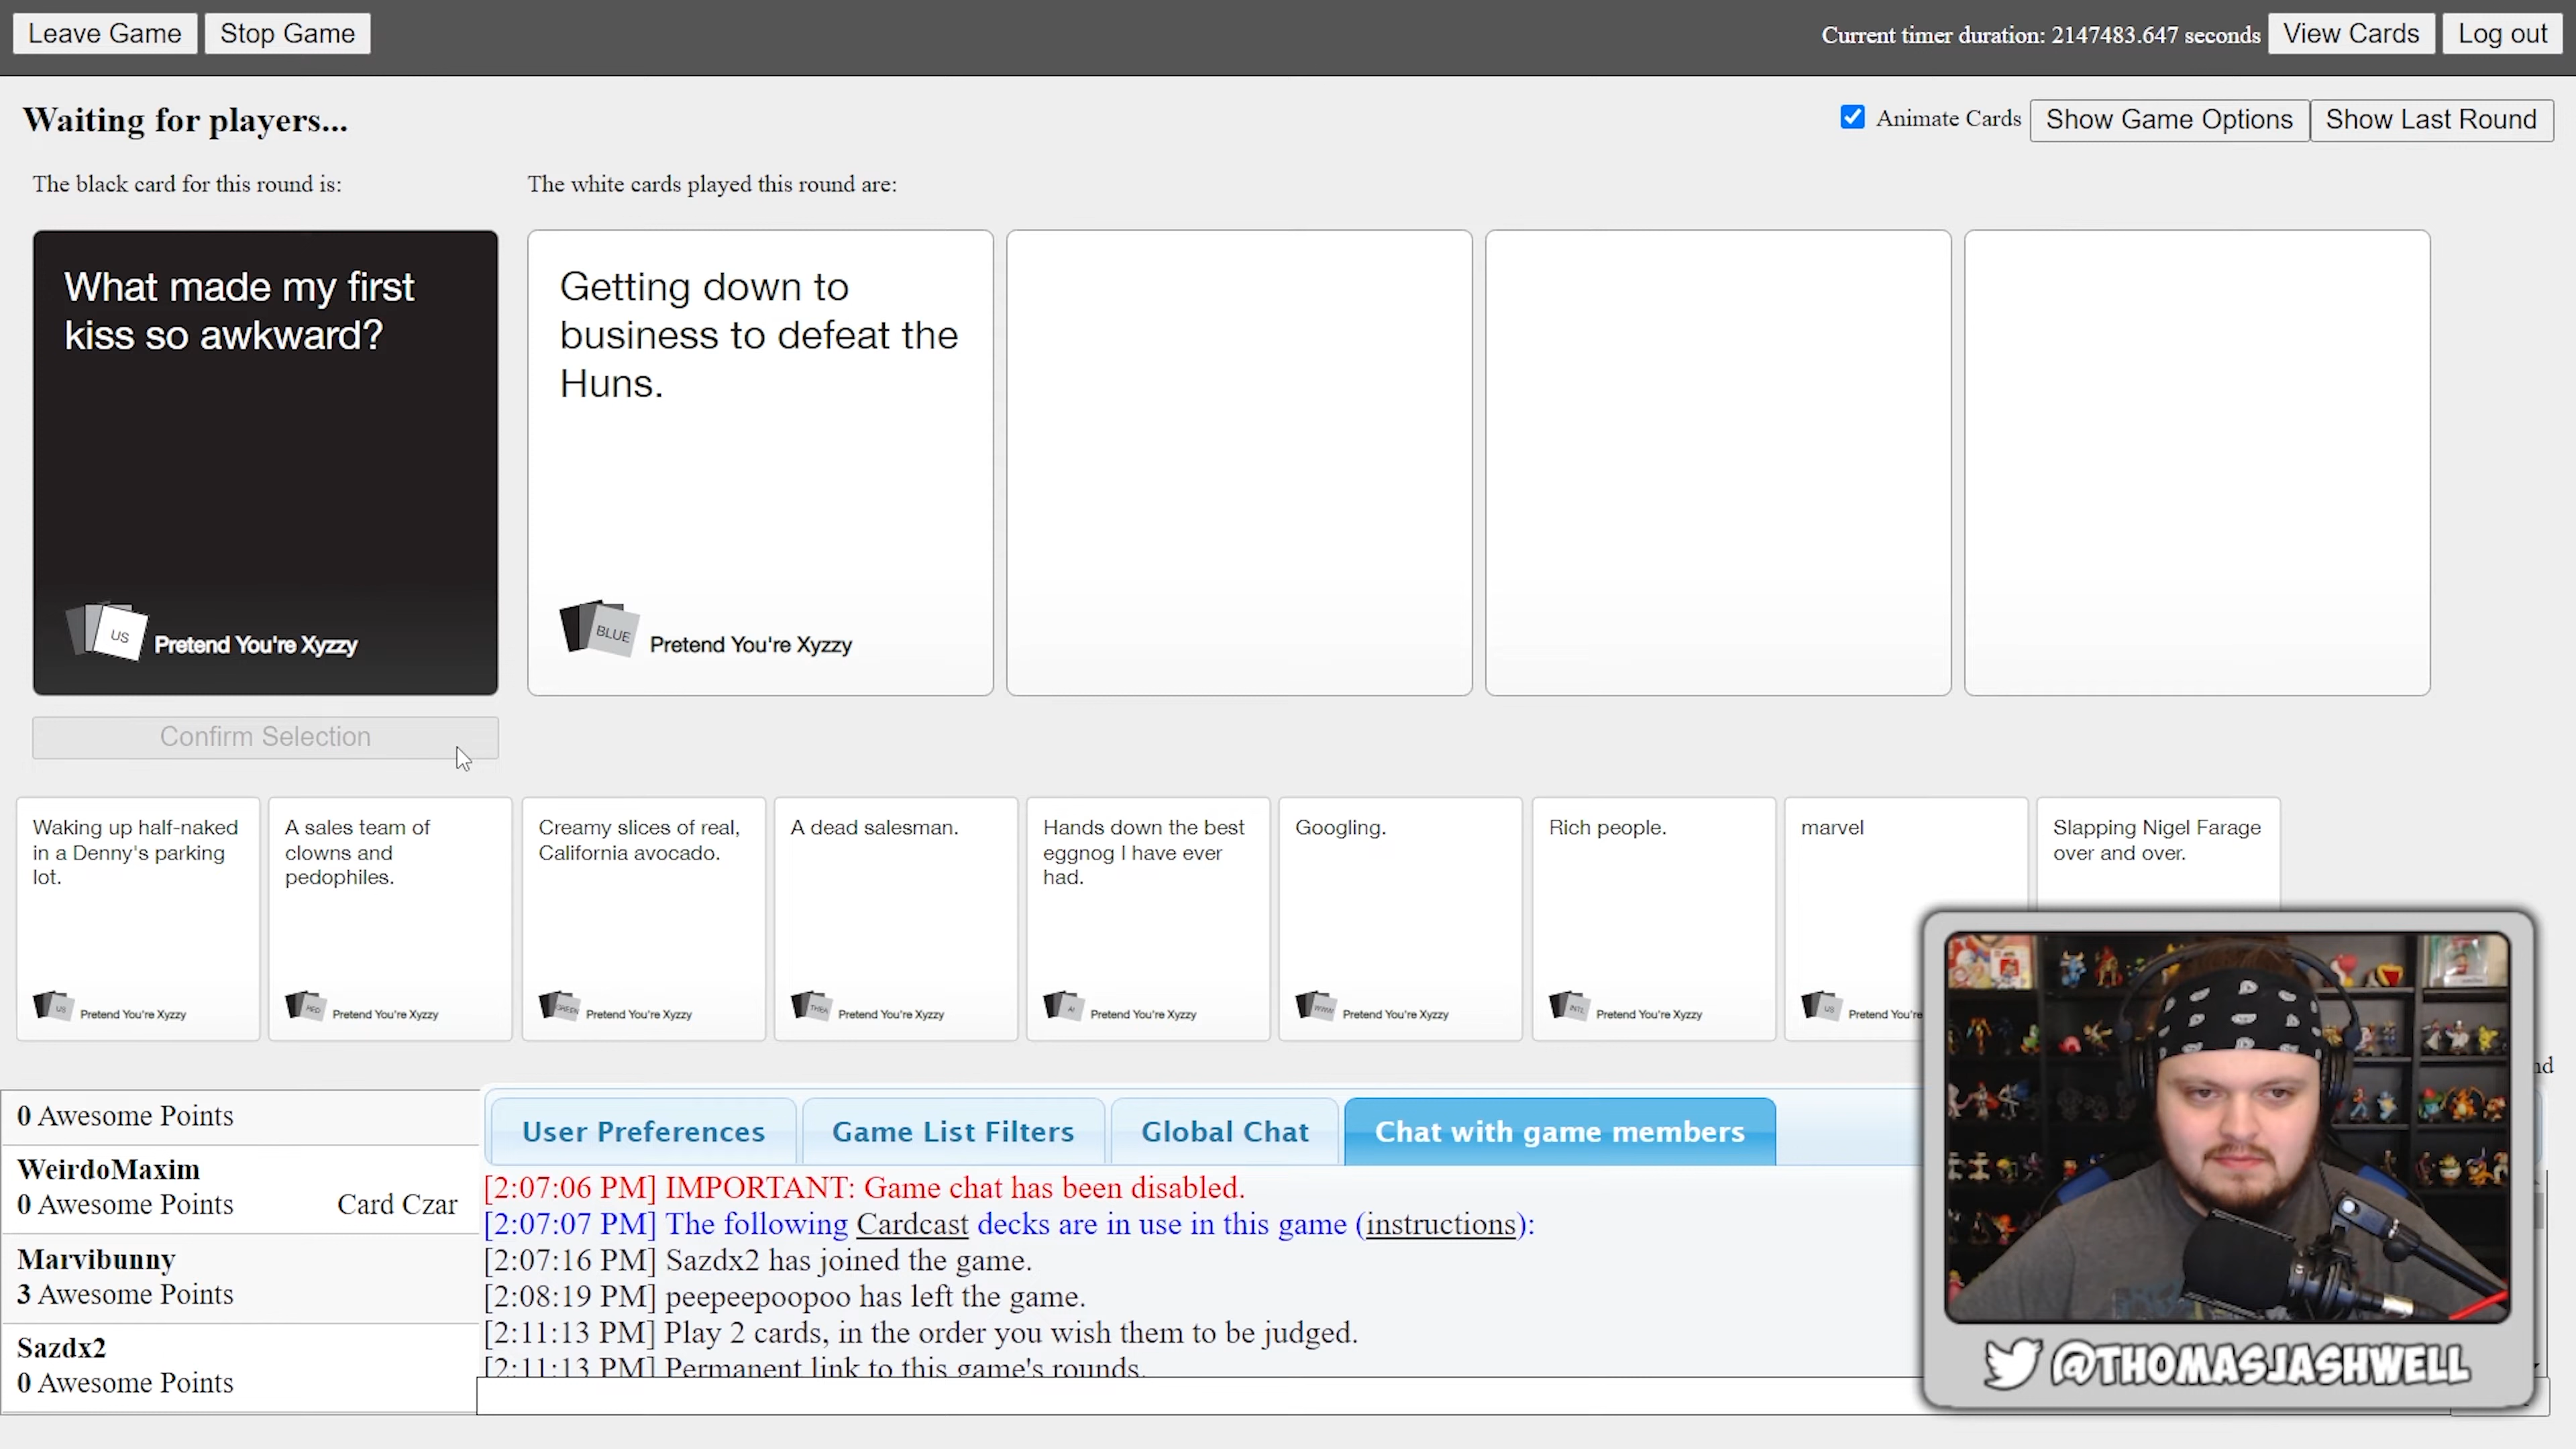 Leave Game
Stop Game
Current timer duration: 2147483.647 seconds
View Cards
Log out
Waiting for players...
Animate Cards
Show Game Options
Show Last Round
The black card for this round is:
The white cards played this round are:
What made my first
kiss so awkward?
US
Pretend You're Xyzzy
Getting down to
business to defeat the
Huns.
BLUE
Pretend You're Xyzzy
Confirm Selection
Waking up half-naked
in a Denny's parking
lot.
US
Pretend You're Xyzzy
A sales team of
clowns and
pedophiles.
RED
Pretend You're Xyzzy
Creamy slices of real,
California avocado.
GREEN
Pretend You're Xyzzy
A dead salesman.
Pretend You're Xyzzy
Hands down the best
eggnog I have ever
had.
Pretend You're Xyzzy
Googling.
WWW
Pretend You're Xyzzy
Rich people.
INTL
Pretend You're Xyzzy
marvel
US
Pretend You're
Slapping Nigel Farage
over and over.
0 Awesome Points
WeirdoMaxim
0 Awesome Points
Card Czar
Marvibunny
3 Awesome Points
Sazdx2
0 Awesome Points
User Preferences
Game List Filters
Global Chat
Chat with game members
[2:07:06 PM] IMPORTANT: Game chat has been disabled.
[2:07:07 PM] The following Cardcast decks are in use in this game (instructions):
[2:07:16 PM] Sazdx2 has joined the game.
[2:08:19 PM] peepeepoopoo has left the game.
[2:11:13 PM] Play 2 cards, in the order you wish them to be judged.
[2:11:13 PM] Permanent link to this game's rounds.
@THOMASJASHWELL